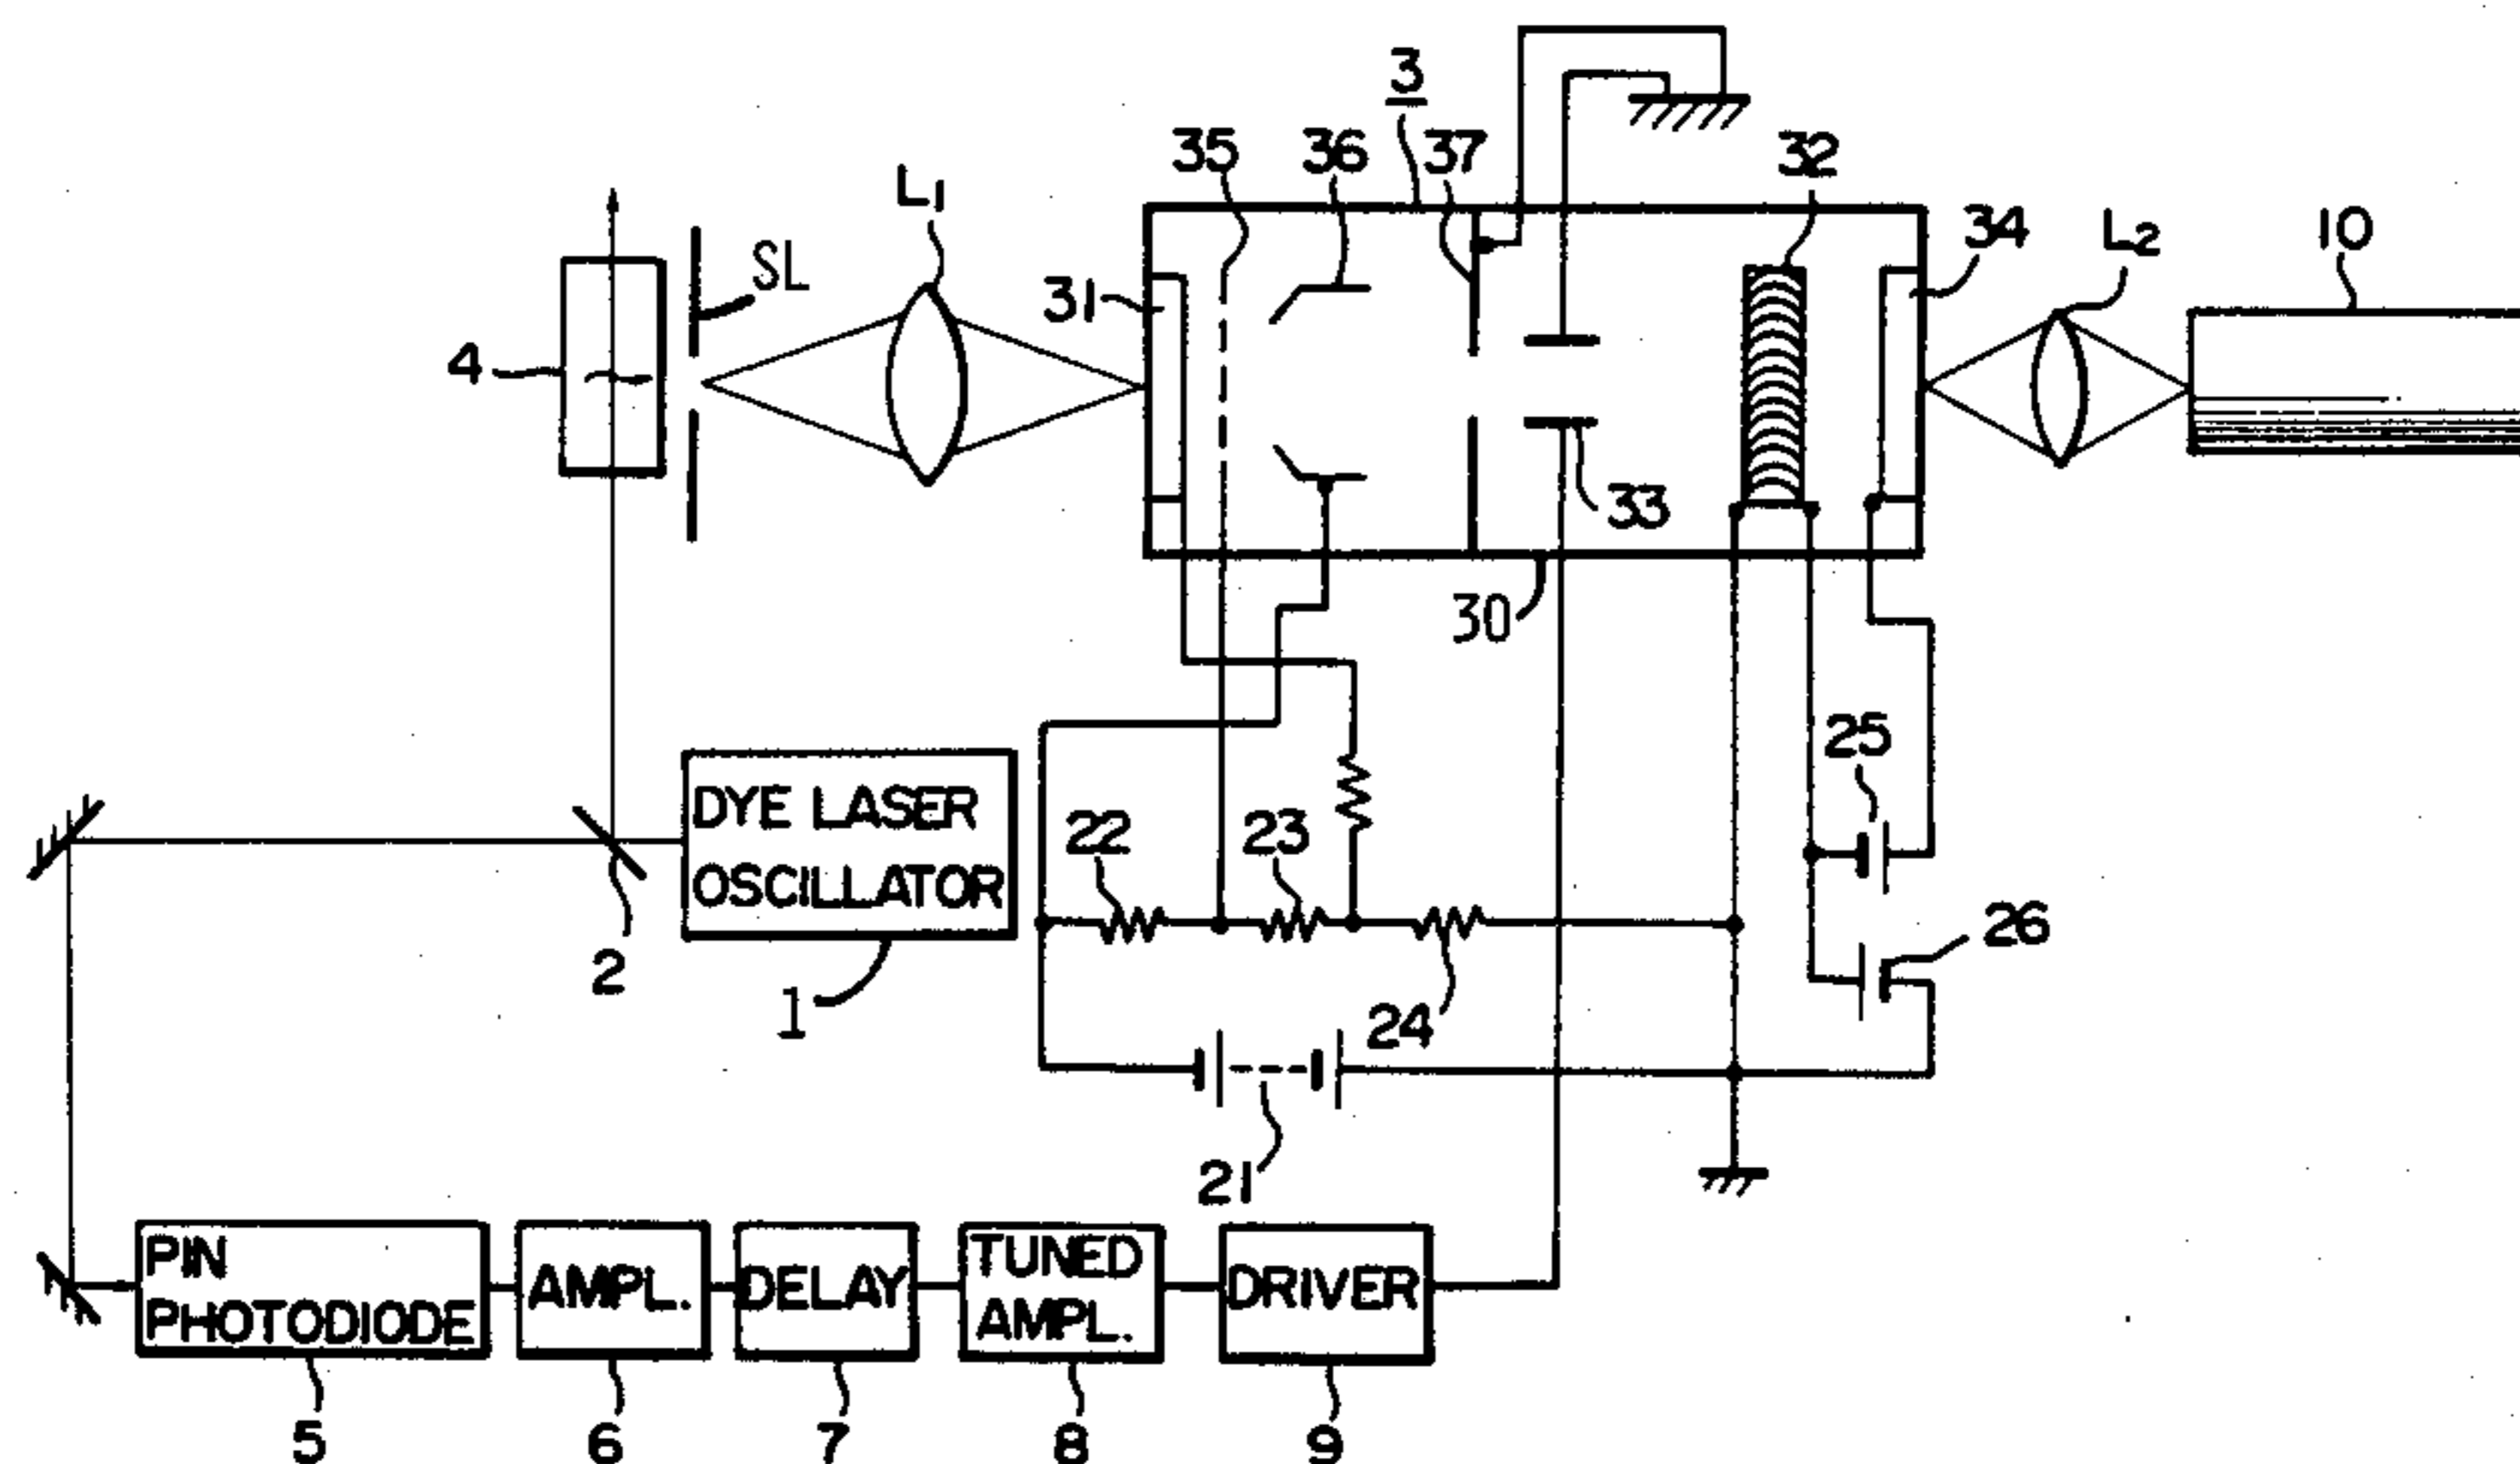 3
35 36 37 32
L1 34 L2 10
SL
31
4
33
30
25
DYE LASER
OSCILLATOR
22 23
26
2
1
24
21
PIN
PHOTODIODE
AMPL.
DELAY
TUNED
AMPL.
DRIVER
5 6 7 8 9